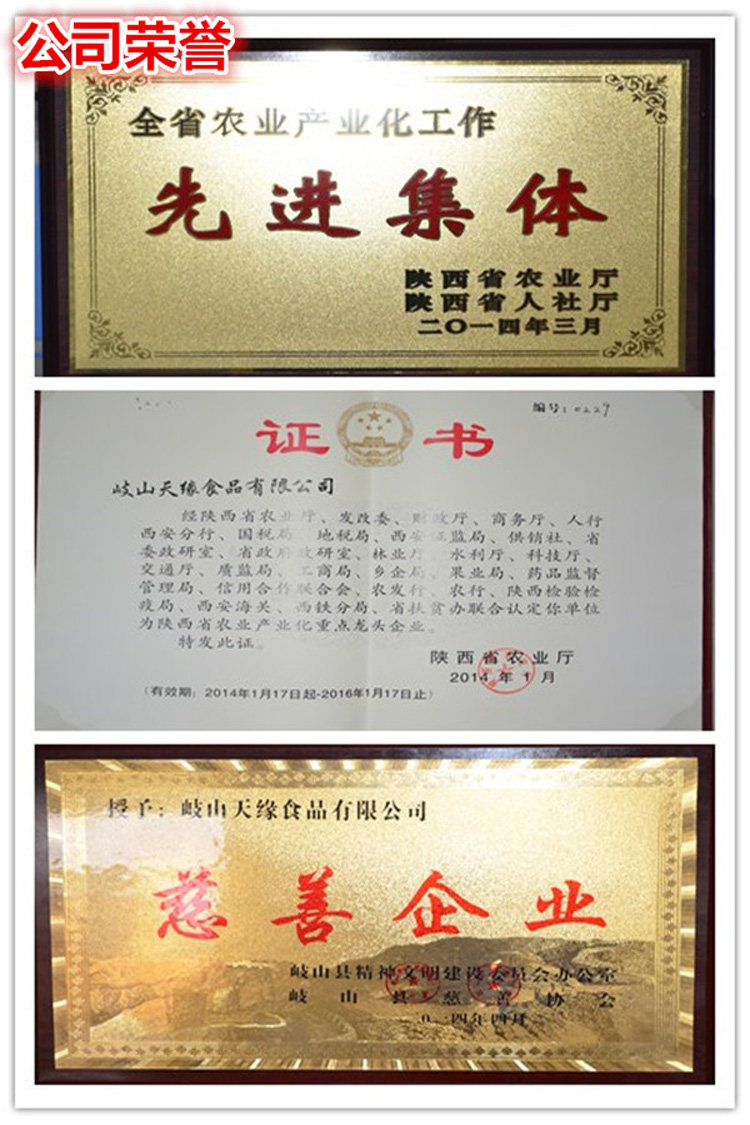 公司荣誉
全省农业产业化工作
先进集体
陕西省农业厅
陕西省人社厅
二〇一四年三月
编号:0229
证书
岐山天缘食品有限公司
经陕西省农业厅、发改委、财政厅、商务厅、人行
西安分行、国税局、地税局、西安证监局、供销社、省
委政研室、省政府政研室、林业厅、水利厅、科技厅、
交通厅、质监局、工商局、乡企局、果业局、药品监督
管理局、信用合作联合会、农发行、农行、陕西检验检
疫局、西安海关、西铁分局、省扶贫办联合认定你单位
为陕西省农业产业化重点龙头企业。
特发此证。
陕西省农业厅
2014年1月
(有效期:2014年1月17日起-2016年1月17日止)
授予:岐山天缘食品有限公司
慈善企业
岐山县精神文明建设委员会办公室
岐山县慈善协会
二〇一四年四月